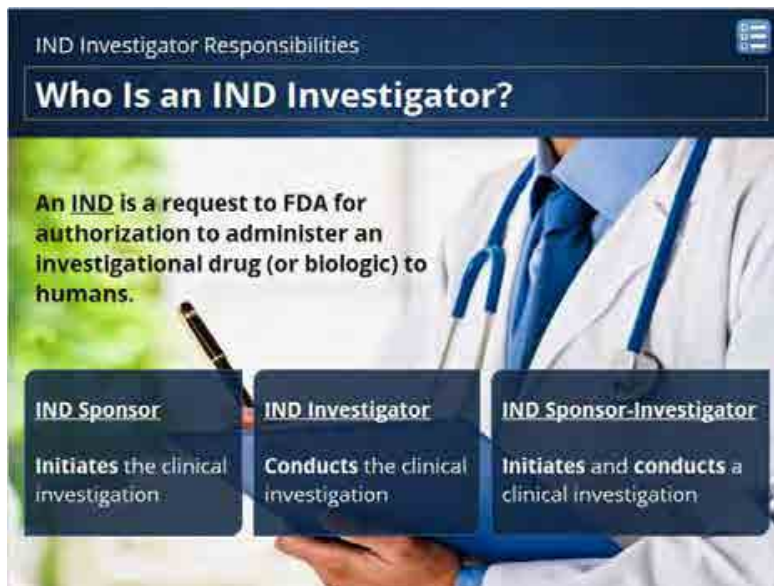 IND Investigator Responsibilities
Who Is an IND Investigator?
An IND is a request to FDA for
authorization to administer an
investigational drug (or biologic) to
humans.
IND Sponsor
Initiates the clinical
investigation
IND Investigator
Conducts the clinical
investigation
IND Sponsor-Investigator
Initiates and conducts a
clinical investigation